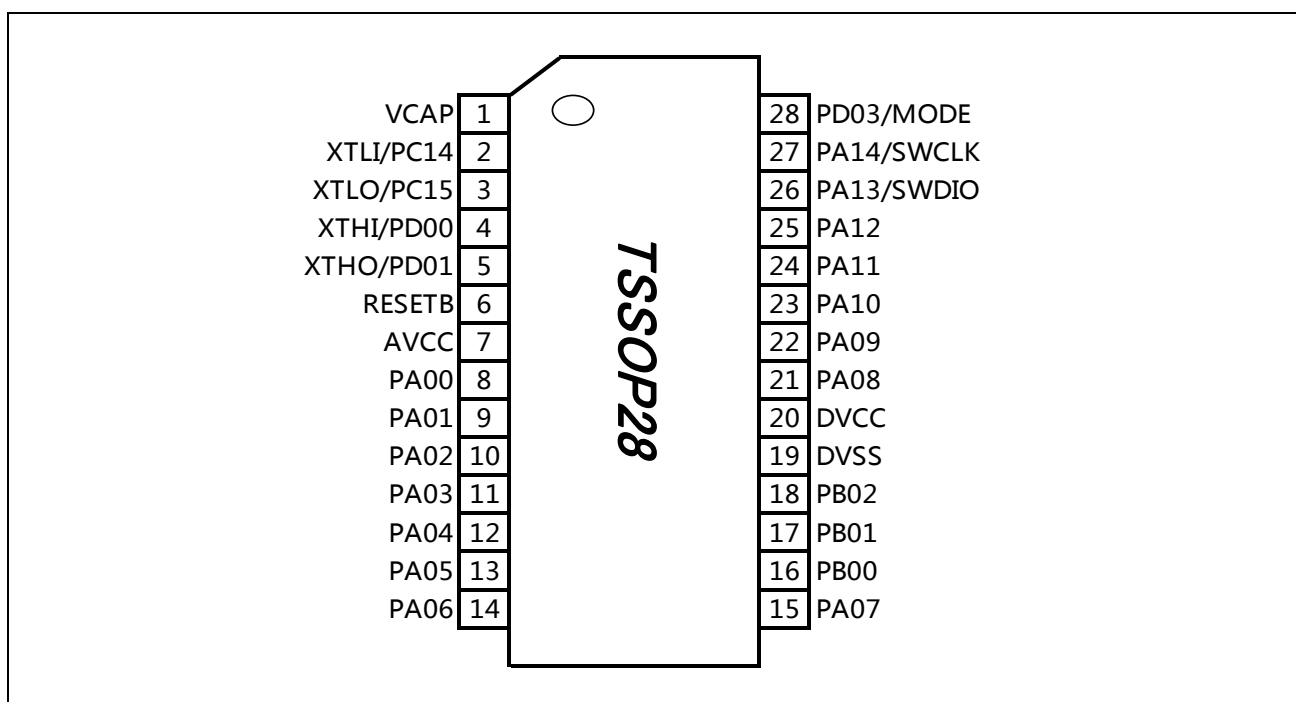 VCAP 1 28 PD03/MODE
XTLI/PC14 2 27 PA14/SWCLK
XTLO/PC15 3 26 PA13/SWDIO
XTHI/PD00 4 25 PA12
XTHO/PD01 5 24 PA11
RESETB 6 23 PA10
AVCC 7 22 PA09
PA00 8 21 PA08
PA01 9 20 DVCC
PA02 10 19 DVSS
PA03 11 18 PB02
PA04 12 17 PB01
PA05 13 16 PB00
PA06 14 15 PA07
TSSOP28